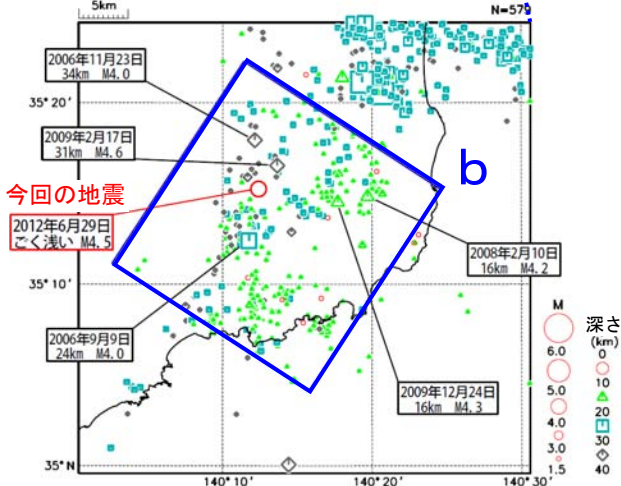 5km
N=579
2006年11月23日
34km M4.0
35°20'
2009年2月17日
31km M4.6
b
今回の地震
2012年6月29日
ごく浅い M4.5
2008年2月10日
16km M4.2
35°10'
2006年9月9日
24km M4.0
2009年12月24日
16km M4.3
M
6.0
5.0
4.0
3.0
1.5
深さ
(km)
0
10
20
30
40
35°N
140°10'
140°20'
140°30'